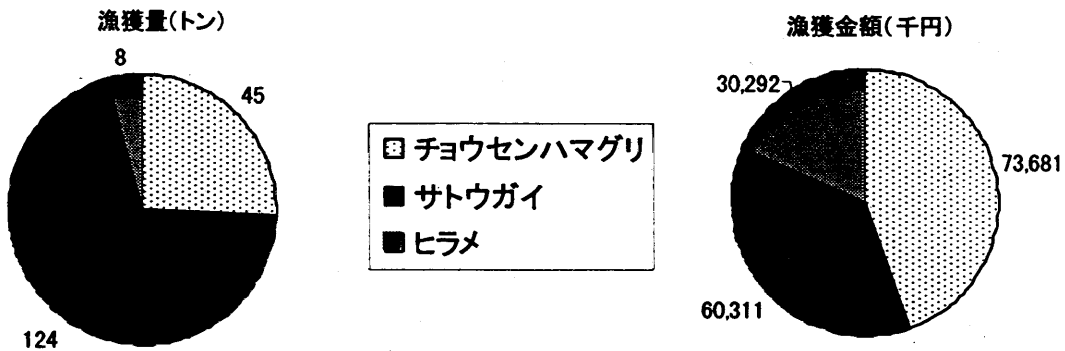 漁獲量(トン)
8
45
124
チョウセンハマグリ
サトウガイ
ヒラメ
漁獲金額(千円)
30,292
73,681
60,311